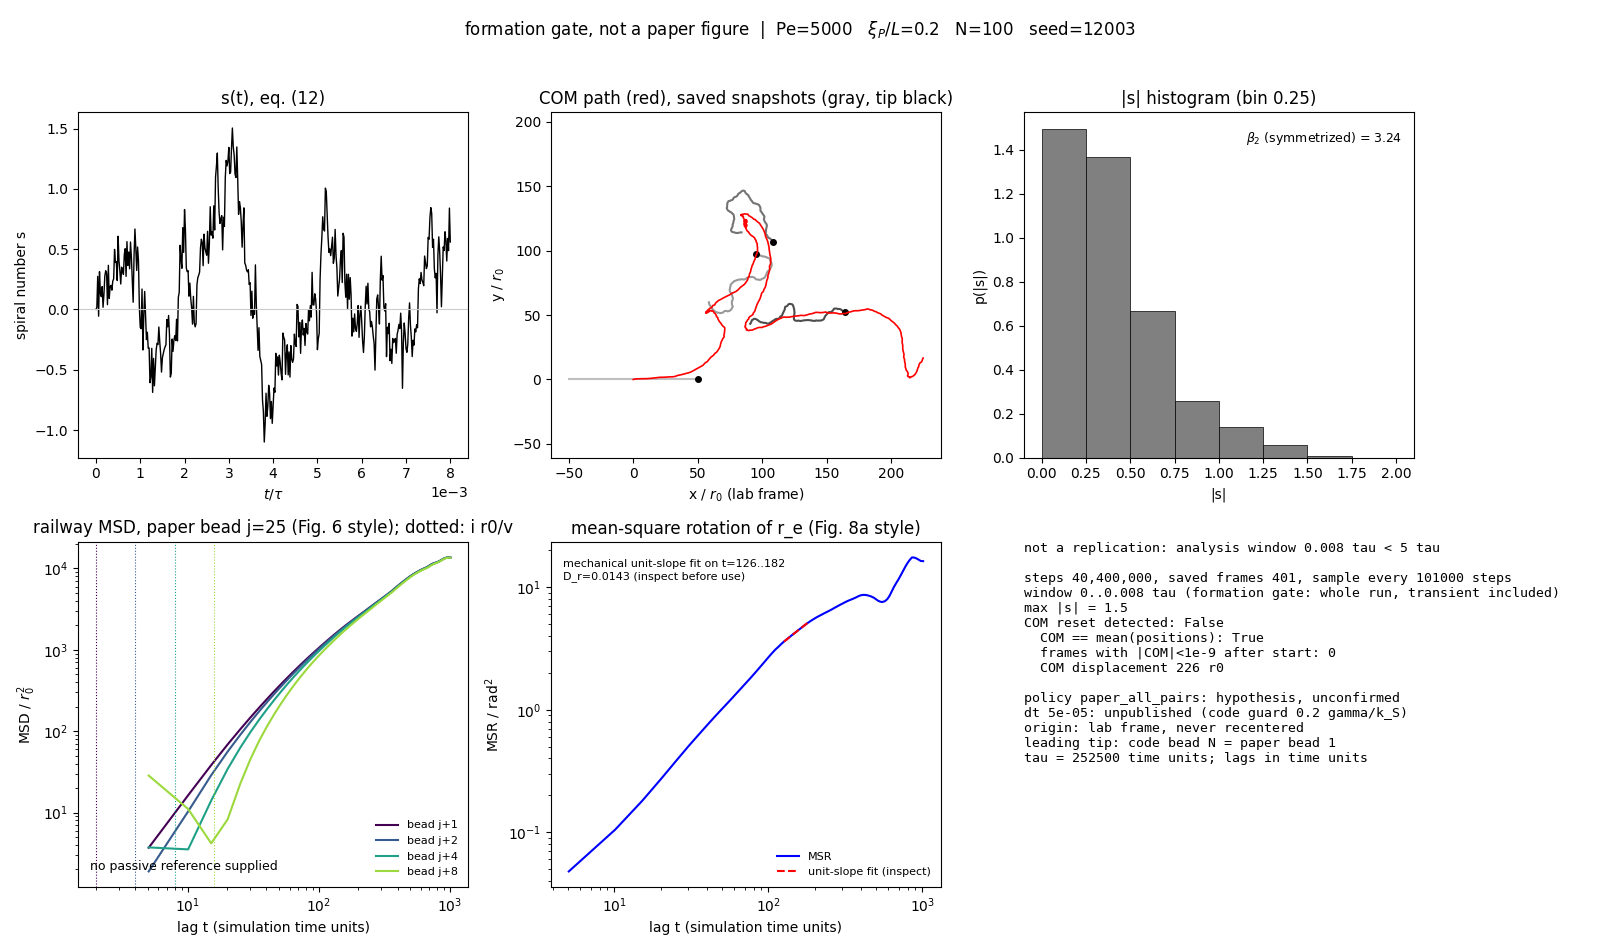 formation gate, not a paper figure | Pe=5000 ξ_P/L=0.2 N=100 seed=12003
s(t), eq. (12)
1.5
1.0
0.5
0.0
−0.5
−1.0
spiral number s
0 1 2 3 4 5 6 7 8
1e−3
t/τ
COM path (red), saved snapshots (gray, tip black)
200
150
100
50
0
−50
y / r₀
−50 0 50 100 150 200
x / r₀ (lab frame)
|s| histogram (bin 0.25)
β₂ (symmetrized) = 3.24
1.4
1.2
1.0
0.8
0.6
0.4
0.2
0.0
p(|s|)
0.00 0.25 0.50 0.75 1.00 1.25 1.50 1.75 2.00
|s|
railway MSD, paper bead j=25 (Fig. 6 style); dotted: i r0/v
10⁴
10³
10²
10¹
MSD / r₀²
no passive reference supplied
bead j+1
bead j+2
bead j+4
bead j+8
10¹ 10² 10³
lag t (simulation time units)
mean-square rotation of r_e (Fig. 8a style)
mechanical unit-slope fit on t=126..182
D_r=0.0143 (inspect before use)
10¹
10⁰
10⁻¹
MSR / rad²
MSR
unit-slope fit (inspect)
10¹ 10² 10³
lag t (simulation time units)
not a replication: analysis window 0.008 tau < 5 tau
steps 40,400,000, saved frames 401, sample every 101000 steps
window 0..0.008 tau (formation gate: whole run, transient included)
max |s| = 1.5
COM reset detected: False
COM == mean(positions): True
frames with |COM|<1e-9 after start: 0
COM displacement 226 r0
policy paper_all_pairs: hypothesis, unconfirmed
dt 5e-05: unpublished (code guard 0.2 gamma/k_S)
origin: lab frame, never recentered
leading tip: code bead N = paper bead 1
tau = 252500 time units; lags in time units